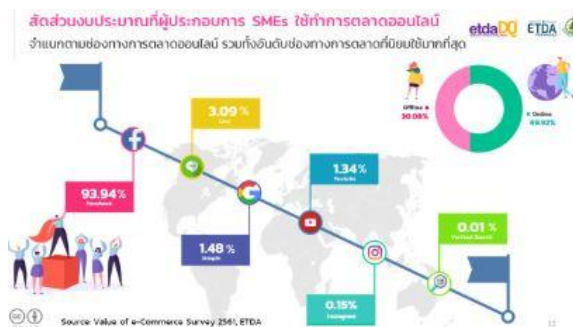 สัดส่วนงบประมาณที่ผู้ประกอบการ SMEs ใช้ทำการตลาดออนไลน์
จำแนกตามช่องทางการตลาดออนไลน์ รวมทั้งอันดับช่องทางการตลาดที่นิยมใช้มากที่สุด
etdaDQ
ETDA
3.09 %
Line
Offline
30.08%
Online
69.92%
1.34%
Youtube
93.94%
Facebook
0.01 %
1.48 %
Google
0.15%
Instagram
Source: Value of e-Commerce Survey 2561, ETDA